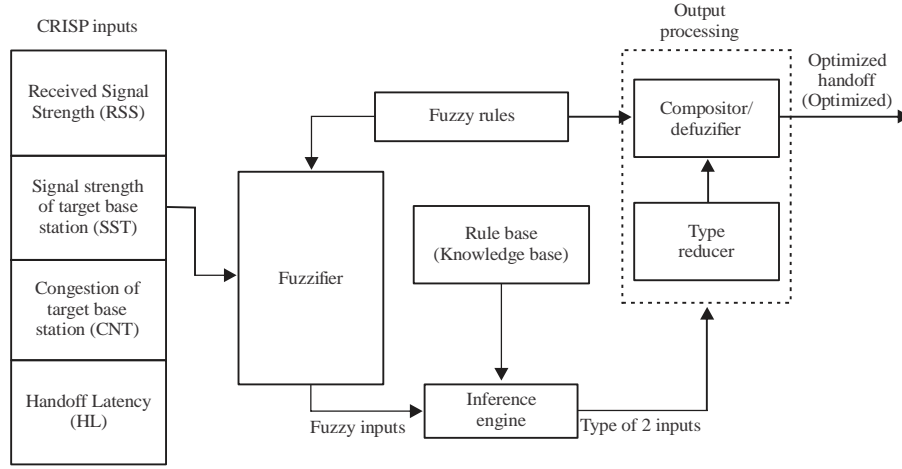 CRISP inputs
Received Signal
Strength (RSS)
Signal strength
of target base
station (SST)
Congestion of
target base
station (CNT)
Handoff Latency
(HL)
Fuzzy rules
Fuzzifier
Rule base
(Knowledge base)
Fuzzy inputs
Inference
engine
Type of 2 inputs
Output
processing
Compositor/
defuzifier
Type
reducer
Optimized
handoff
(Optimized)